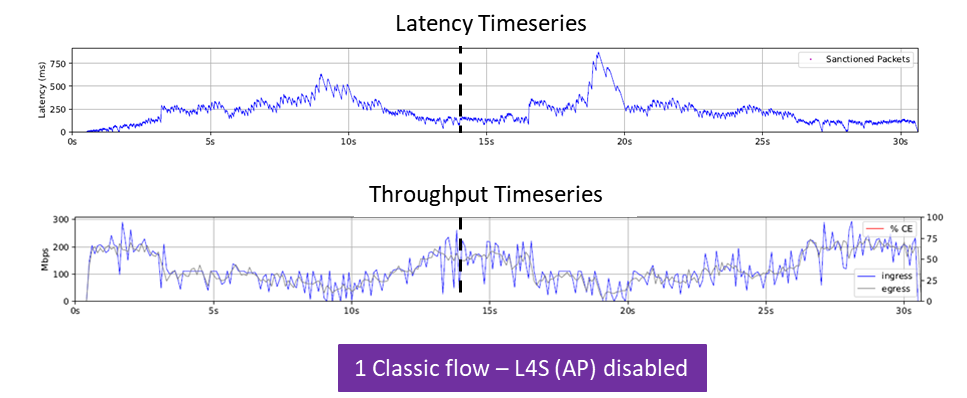 Latency Timeseries
Latency (ms)
750
500
250
0
Sanctioned Packets
0s 5s 10s 15s 20s 25s 30s
Throughput Timeseries
Mbps
300
200
100
0
100
75
50
25
0
% CE
ingress
egress
0s 5s 10s 15s 20s 25s 30s
1 Classic flow – L4S (AP) disabled